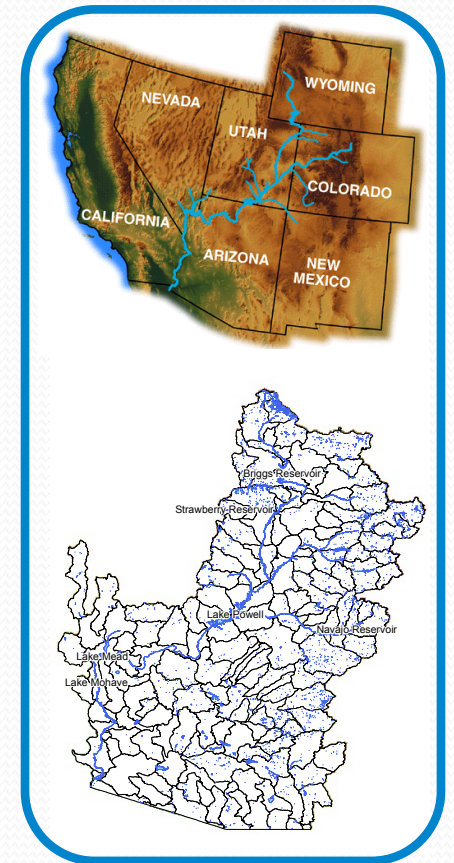 WYOMING
NEVADA
UTAH
COLORADO
CALIFORNIA
ARIZONA
NEW
MEXICO
Briggs Reservoir
Strawberry Reservoir
Lake Powell
Navajo Reservoir
Lake Mead
Lake Mohave